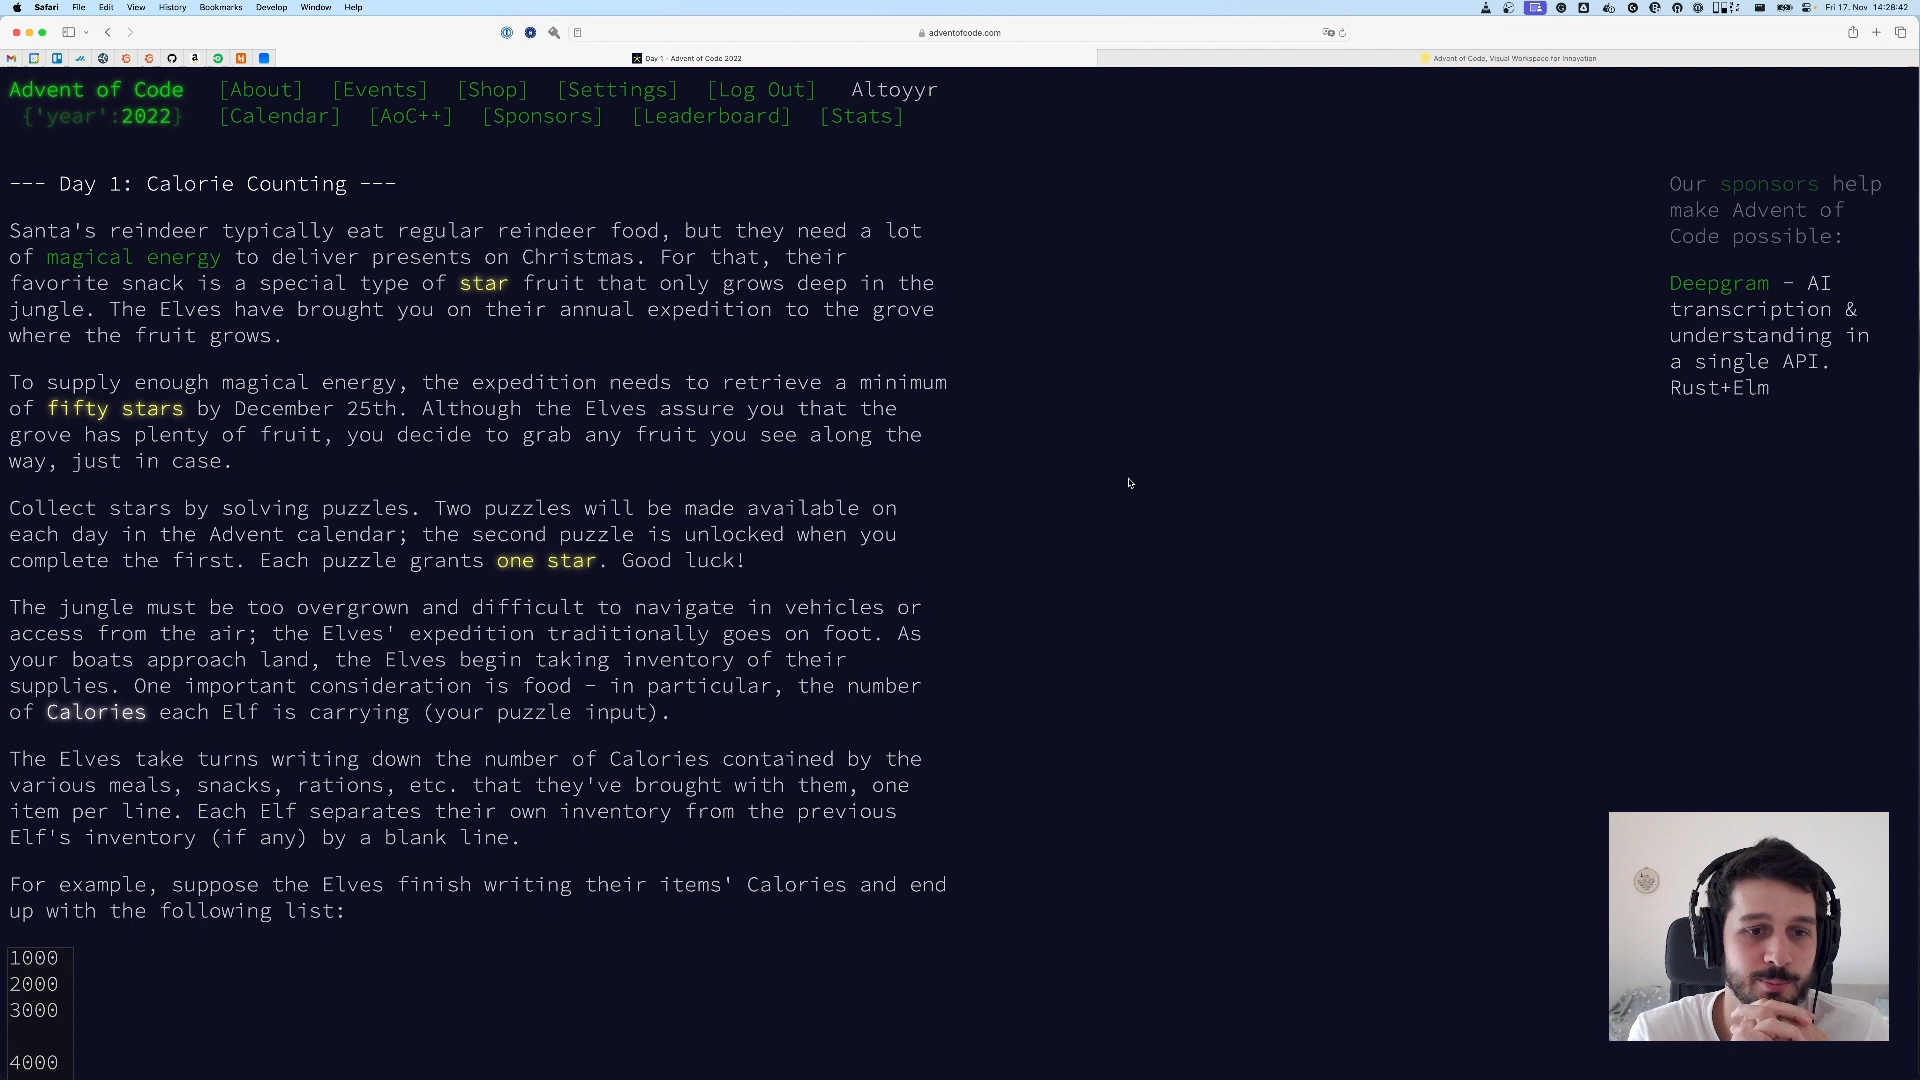 Safari File Edit View History Bookmarks Develop Window Help Fri 17. Nov 14:28:42
adventofcode.com
Day 1 - Advent of Code 2022
Advent of Code, Visual Workspace for Innovation
Advent of Code [About] [Events] [Shop] [Settings] [Log Out] Altoyyr
{'year':2022} [Calendar] [AoC++] [Sponsors] [Leaderboard] [Stats]
--- Day 1: Calorie Counting ---
Santa's reindeer typically eat regular reindeer food, but they need a lot
of magical energy to deliver presents on Christmas. For that, their
favorite snack is a special type of star fruit that only grows deep in the
jungle. The Elves have brought you on their annual expedition to the grove
where the fruit grows.
To supply enough magical energy, the expedition needs to retrieve a minimum
of fifty stars by December 25th. Although the Elves assure you that the
grove has plenty of fruit, you decide to grab any fruit you see along the
way, just in case.
Collect stars by solving puzzles. Two puzzles will be made available on
each day in the Advent calendar; the second puzzle is unlocked when you
complete the first. Each puzzle grants one star. Good luck!
The jungle must be too overgrown and difficult to navigate in vehicles or
access from the air; the Elves' expedition traditionally goes on foot. As
your boats approach land, the Elves begin taking inventory of their
supplies. One important consideration is food - in particular, the number
of Calories each Elf is carrying (your puzzle input).
The Elves take turns writing down the number of Calories contained by the
various meals, snacks, rations, etc. that they've brought with them, one
item per line. Each Elf separates their own inventory from the previous
Elf's inventory (if any) by a blank line.
For example, suppose the Elves finish writing their items' Calories and end
up with the following list:
1000
2000
3000
4000
Our sponsors help
make Advent of
Code possible:
Deepgram - AI
transcription &
understanding in
a single API.
Rust+Elm